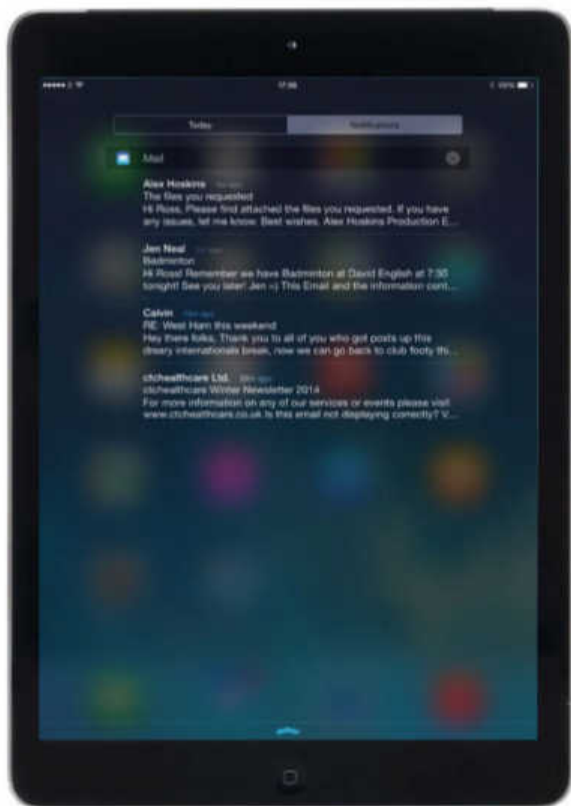 Today
Notifications
Mail
Alex Hoskins
The files you requested
Hi Ross, Please find attached the files you requested. If you have
any issues, let me know. Best wishes. Alex Hoskins Production E...
Jen Neal
Badminton
Hi Ross! Remember we have Badminton at David English at 7:50
tonight! See you later! Jen =) This Email and the information cont...
Calvin
RE: West Ham this weekend
Hey there folks, Thank you to all of you who got posts up this
dreary internationals break, now we can go back to club footy thi...
ctchealthcare Ltd.
ctchealthcare Winter Newsletter 2014
For more information on any of our services or events please visit
www.ctchealthcare.co.uk Is this email not displaying correctly? V...